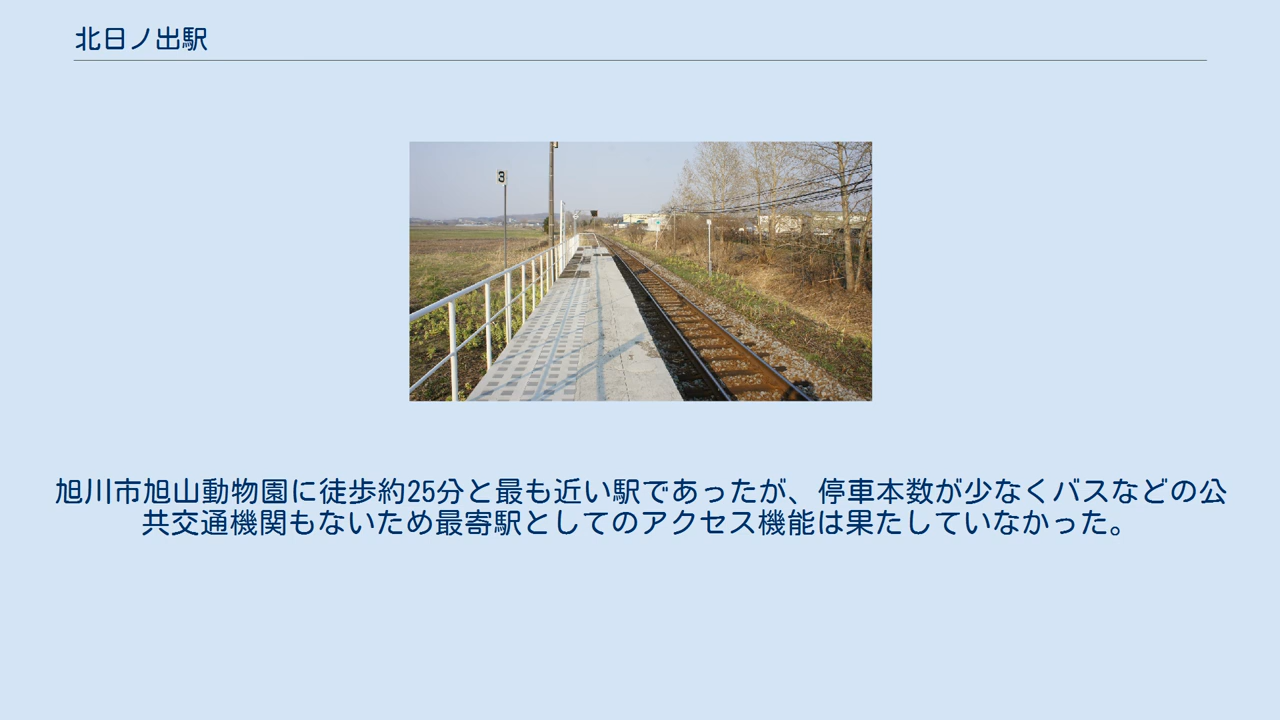 北日ノ出駅
3
旭川市旭山動物園に徒歩約25分と最も近い駅であったが、停車本数が少なくバスなどの公
共交通機関もないため最寄駅としてのアクセス機能は果たしていなかった。